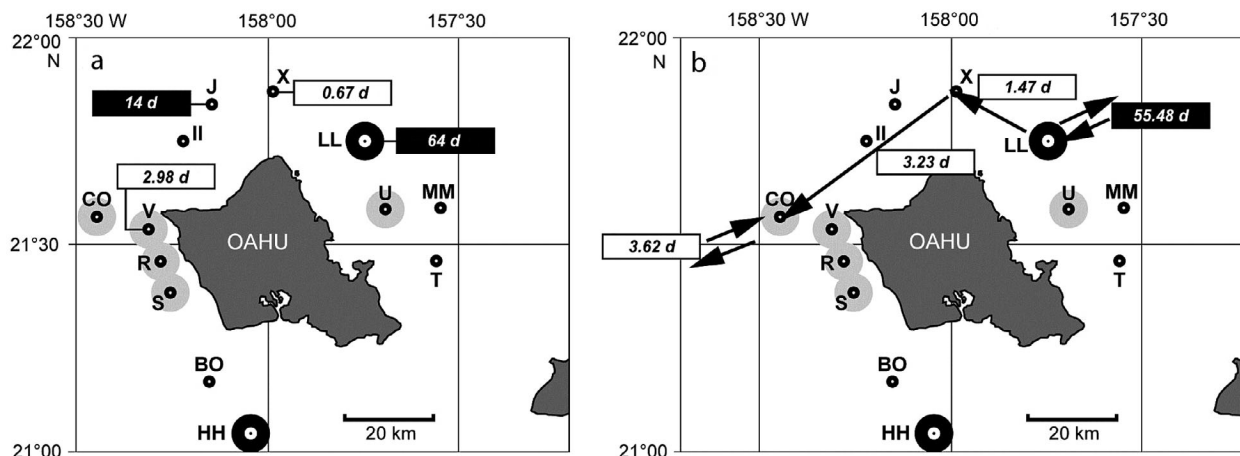 158°30 W
158°00
157°30
22°00
N
a
J
X
14 d
0.67 d
II
LL
64 d
2.98 d
CO
V
U
MM
21°30
OAHU
R
T
S
BO
HH
20 km
21°00
158°30 W
158°00
157°30
22°00
N
b
J
X
1.47 d
55.48 d
II
LL
3.23 d
CO
V
U
MM
21°30
OAHU
3.62 d
R
T
S
BO
HH
20 km
21°00